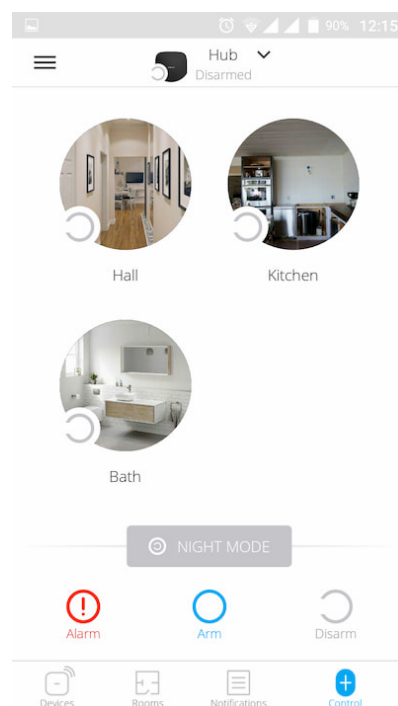 90% 12:15
Hub
Disarmed
Hall
Kitchen
Bath
NIGHT MODE
Alarm
Arm
Disarm
Devices
Rooms
Notifications
Control